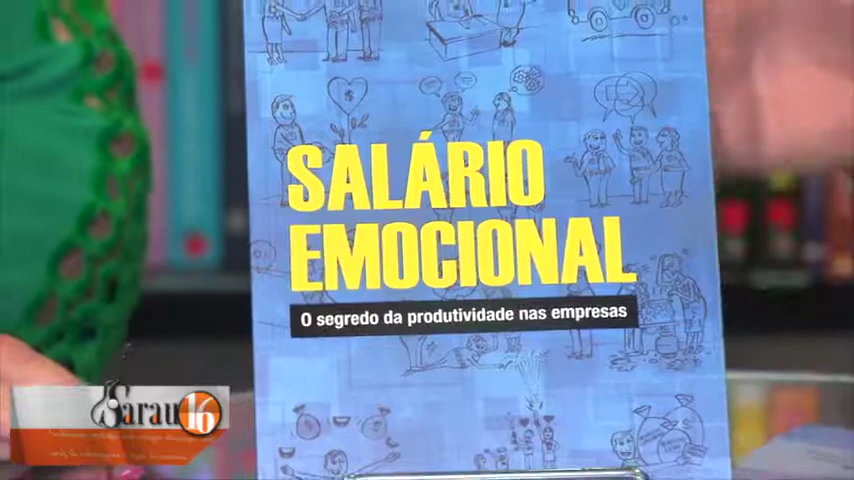 SALÁRIO
EMOCIONAL
O segredo da produtividade nas empresas
Sarau 16